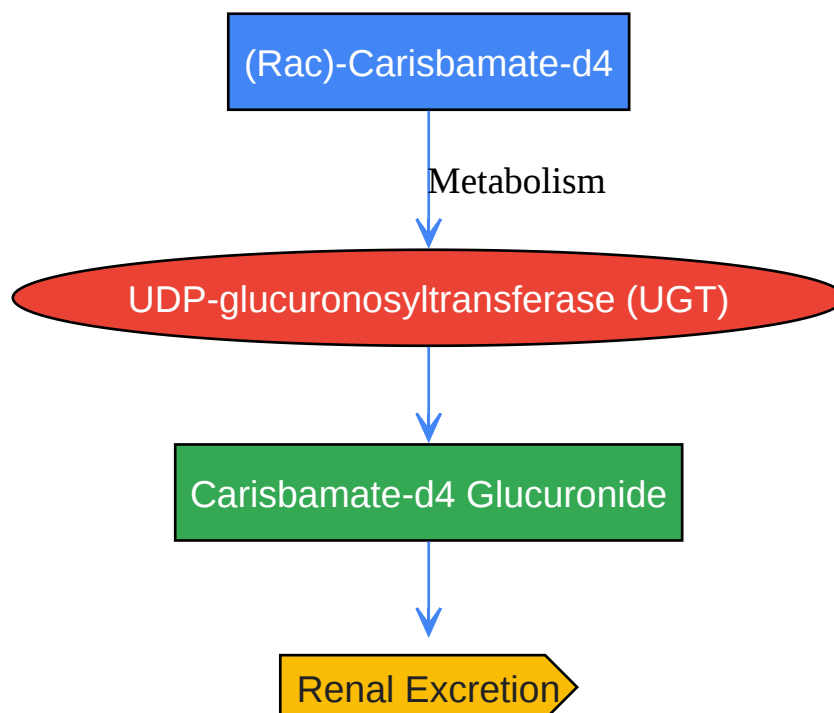 (Rac)-Carisbamate-d4
Metabolism
UDP-glucuronosyltransferase (UGT)
Carisbamate-d4 Glucuronide
Renal Excretion